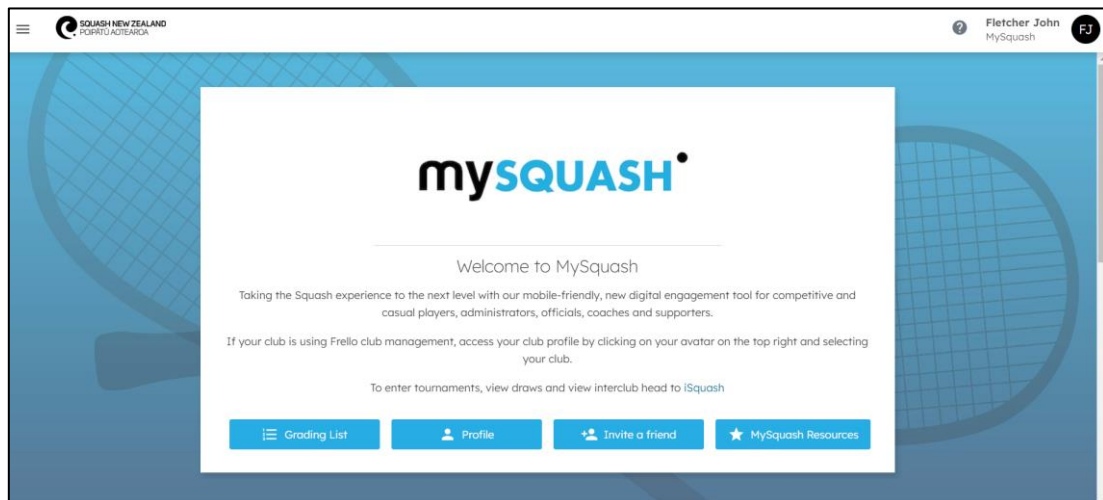 SQUASH NEW ZEALAND
POIPĀTŪ AOTEAROA
Fletcher John
MySquash
FJ
mySQUASH
Welcome to MySquash
Taking the Squash experience to the next level with our mobile-friendly, new digital engagement tool for competitive and
casual players, administrators, officials, coaches and supporters.
If your club is using Frello club management, access your club profile by clicking on your avatar on the top right and selecting
your club.
To enter tournaments, view draws and view interclub head to iSquash
Grading List
Profile
Invite a friend
MySquash Resources